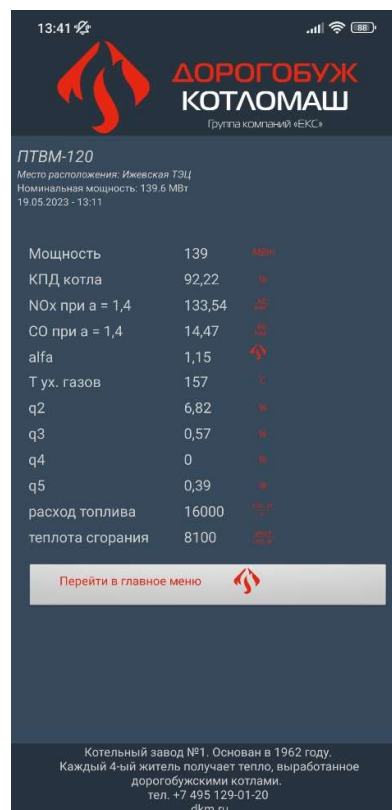 13:41
88
ДОРОГОБУЖ
КОТЛОМАШ
Группа компаний «ЕКС»
ПТВМ-120
Место расположения: Ижевская ТЭЦ
Номинальная мощность: 139.6 МВт
19.05.2023 - 13:11
Мощность 139 МВт
КПД котла 92,22 %
NOx при a = 1,4 133,54
CO при a = 1,4 14,47
alfa 1,15
Т ух. газов 157 °C
q2 6,82 %
q3 0,57 %
q4 0 %
q5 0,39 %
расход топлива 16000
теплота сгорания 8100
Перейти в главное меню
Котельный завод №1. Основан в 1962 году.
Каждый 4-ый житель получает тепло, выработанное
дорогобужскими котлами.
тел. +7 495 129-01-20
dkm.ru